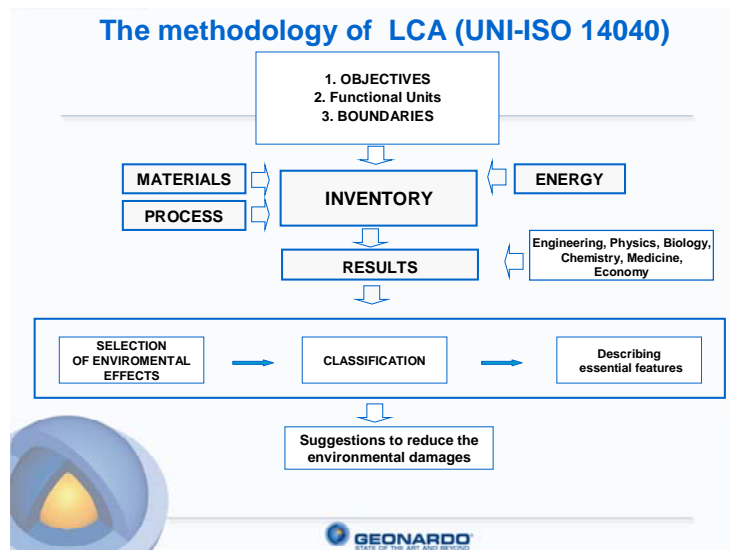 The methodology of LCA (UNI-ISO 14040)
1. OBJECTIVES
2. Functional Units
3. BOUNDARIES
MATERIALS
PROCESS
INVENTORY
ENERGY
RESULTS
Engineering, Physics, Biology,
Chemistry, Medicine,
Economy
SELECTION
OF ENVIROMENTAL
EFFECTS
CLASSIFICATION
Describing
essential features
Suggestions to reduce the
environmental damages
GEONARDO
STATE OF THE ART AND BEYOND